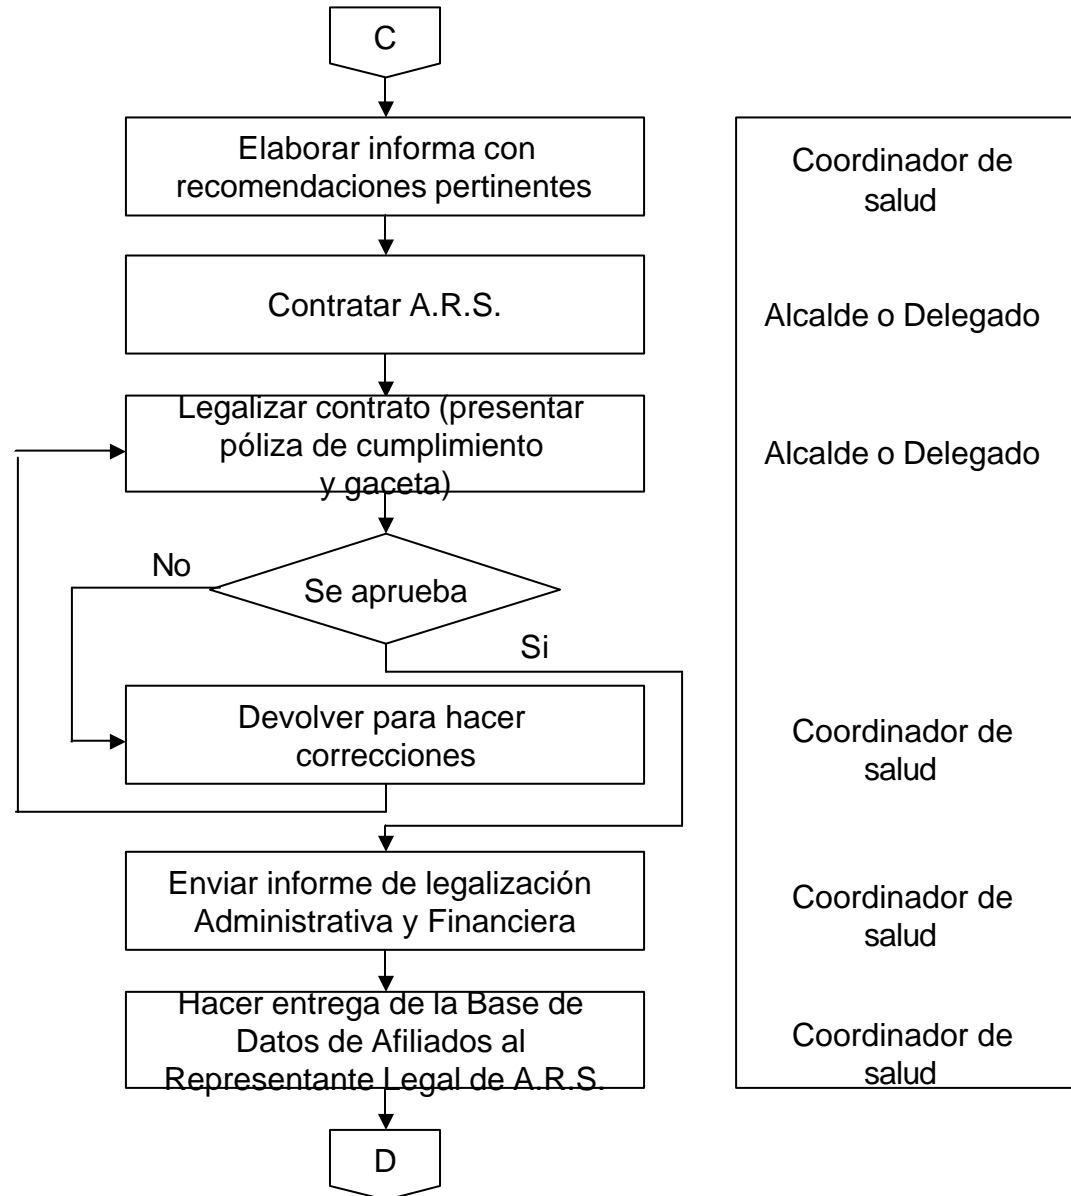 C
Elaborar informa con
recomendaciones pertinentes
Coordinador de
salud
Contratar A.R.S.
Alcalde o Delegado
Legalizar contrato (presentar
póliza de cumplimiento
y gaceta)
Alcalde o Delegado
No
Se aprueba
Si
Devolver para hacer
correcciones
Coordinador de
salud
Enviar informe de legalización
Administrativa y Financiera
Coordinador de
salud
Hacer entrega de la Base de
Datos de Afiliados al
Representante Legal de A.R.S.
Coordinador de
salud
D